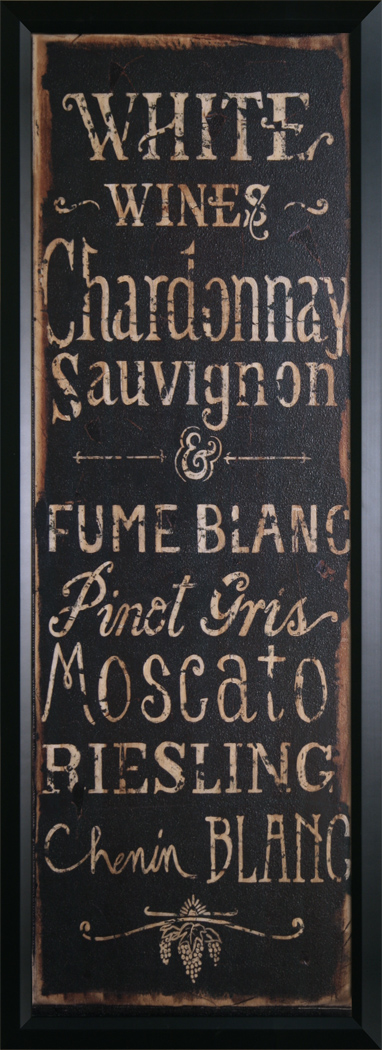 WHITE
WINES
Chardonnay
Sauvignon
&
FUME BLANC
Pinot Gris
Moscato
RIESLING
Chenin BLANC